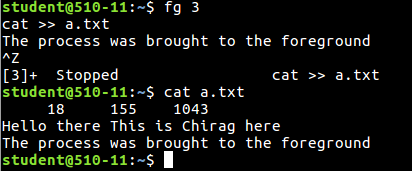 student@510-11:~$ fg 3
cat >> a.txt
The process was brought to the foreground
^Z
[3]+  Stopped                 cat >> a.txt
student@510-11:~$ cat a.txt
     18     155    1043
Hello there This is Chirag here
The process was brought to the foreground
student@510-11:~$